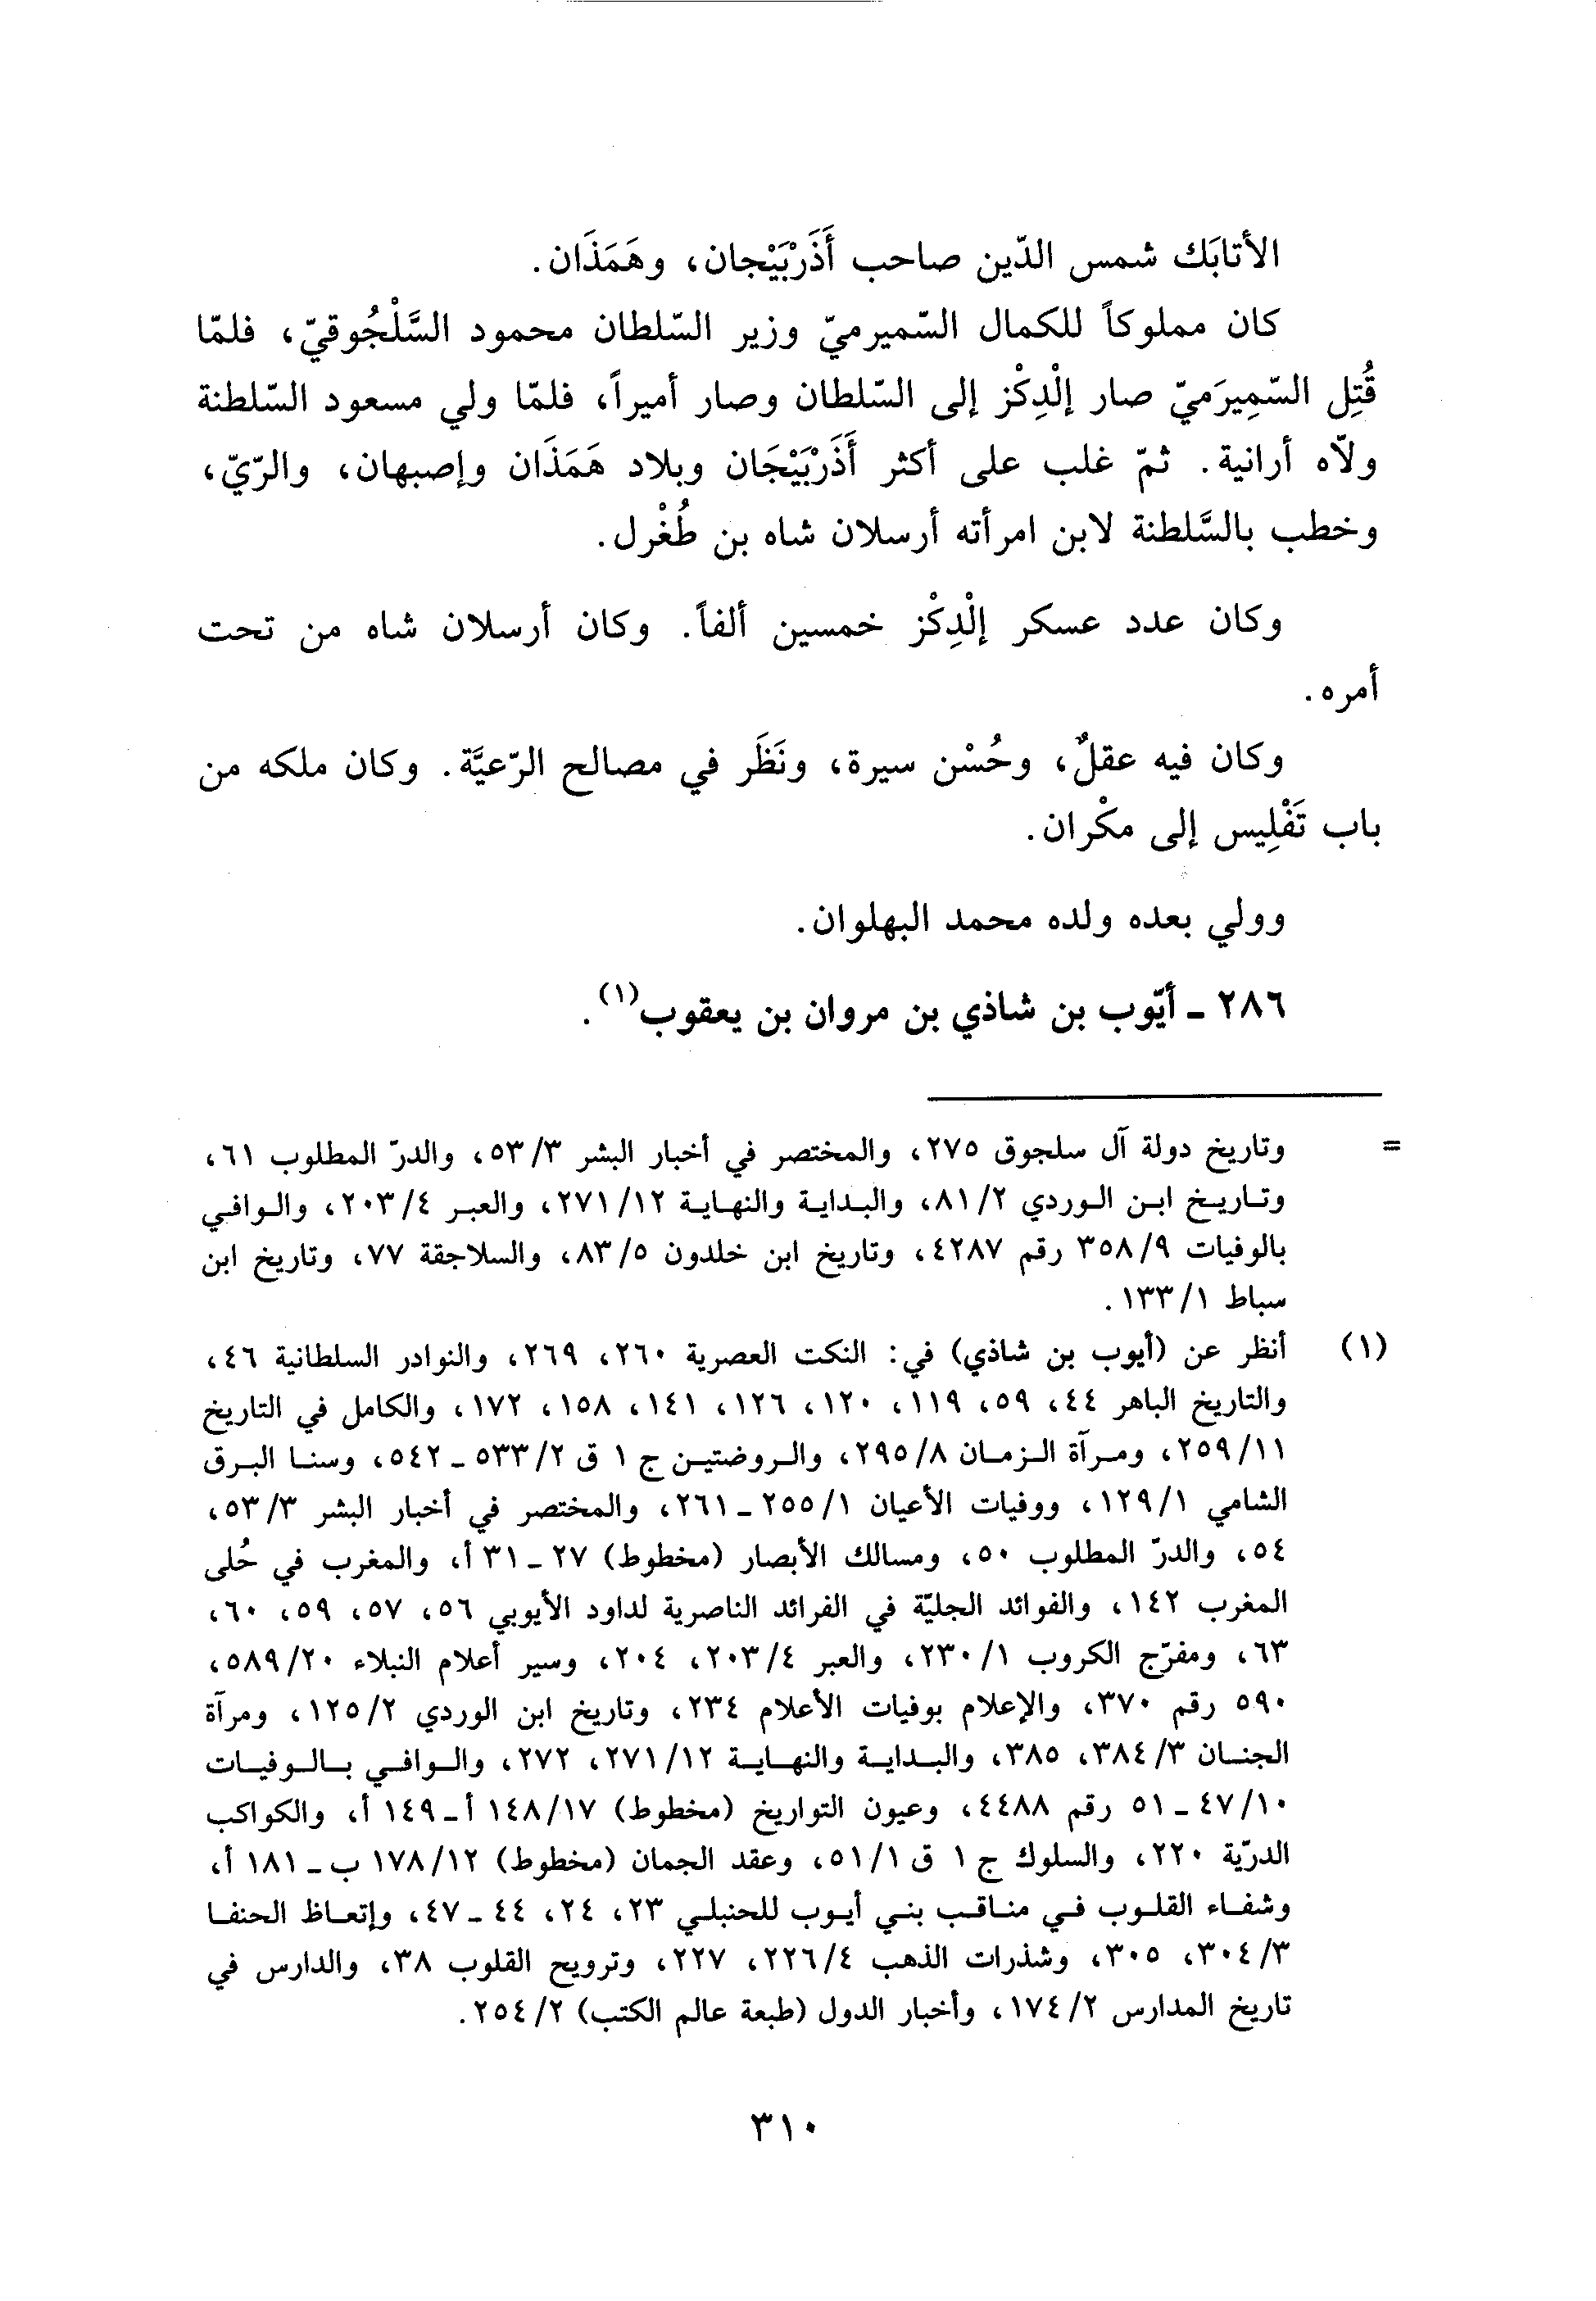 الأتابَك شمس الدّين صاحب أَذَرْبَيْجان، وهَمَذَان.
كان مملوكاً للكمال السّميرميّ وزير السّلطان محمود السَّلْجُوقيّ، فلمّا
قُتِل السّمِيرَميّ صار إلْدِكْز إلى السّلطان وصار أميراً، فلمّا ولي مسعود السّلطنة
ولاّه أرانية. ثمّ غلب على أكثر أَذَرْبَيْجَان وبلاد هَمَذَان وإصبهان، والرّيّ،
وخطب بالسَّلطنة لابن امرأته أرسلان شاه بن طُغْرل.
وكان عدد عسكر إلْدِكْز خمسين ألفاً. وكان أرسلان شاه من تحت
أمره.
وكان فيه عقلٌ، وحُسْن سيرة، ونَظَر في مصالح الرّعيَّة. وكان ملكه من
باب تَفْلِيس إلى مكْران.
وولي بعده ولده محمد البهلوان.
٢٨٦ ـ أيّوب بن شاذي بن مروان بن يعقوب(١).
= وتاريخ دولة آل سلجوق ٢٧٥، والمختصر في أخبار البشر ٥٣/٣، والدرّ المطلوب ٦١،
وتاريخ ابن الوردي ٨١/٢، والبداية والنهاية ٢٧١/١٢، والعبر ٢٠٣/٤، والوافي
بالوفيات ٣٥٨/٩ رقم ٤٢٨٧، وتاريخ ابن خلدون ٨٣/٥، والسلاجقة ٧٧، وتاريخ ابن
سباط ١٣٣/١.
(١) أنظر عن (أيوب بن شاذي) في: النكت العصرية ٢٦٠، ٢٦٩، والنوادر السلطانية ٤٦،
والتاريخ الباهر ٤٤، ٥٩، ١١٩، ١٢٠، ١٢٦، ١٤١، ١٥٨، ١٧٢، والكامل في التاريخ
٢٥٩/١١، ومرآة الزمان ٢٩٥/٨، والروضتين ج ١ ق ٥٣٣/٢ ـ ٥٤٢، وسنا البرق
الشامي ١٢٩/١، ووفيات الأعيان ٢٥٥/١ ـ ٢٦١، والمختصر في أخبار البشر ٥٣/٣،
٥٤، والدرّ المطلوب ٥٠، ومسالك الأبصار (مخطوط) ٢٧ ـ ٣١ أ، والمغرب في حُلى
المغرب ١٤٢، والفوائد الجليّة في الفرائد الناصرية لداود الأيوبي ٥٦، ٥٧، ٥٩، ٦٠،
٦٣، ومفرّج الكروب ٢٣٠/١، والعبر ٢٠٣/٤، ٢٠٤، وسير أعلام النبلاء ٥٨٩/٢٠،
٥٩٠ رقم ٣٧٠، والإعلام بوفيات الأعلام ٢٣٤، وتاريخ ابن الوردي ١٢٥/٢، ومرآة
الجنان ٣٨٤/٣، ٣٨٥، والبداية والنهاية ٢٧١/١٢، ٢٧٢، والوافي بالوفيات
٤٧/١٠ ـ ٥١ رقم ٤٤٨٨، وعيون التواريخ (مخطوط) ١٤٨/١٧ أ ـ ١٤٩ أ، والكواكب
الدرّية ٢٢٠، والسلوك ج ١ ق ٥١/١، وعقد الجمان (مخطوط) ١٧٨/١٢ ب ـ ١٨١ أ،
وشفاء القلوب في مناقب بني أيوب للحنبلي ٢٣، ٢٤، ٤٤ ـ ٤٧، وإتعاظ الحنفا
٣٠٤/٣، ٣٠٥، وشذرات الذهب ٢٢٦/٤، ٢٢٧، وترويح القلوب ٣٨، والدارس في
تاريخ المدارس ١٧٤/٢، وأخبار الدول (طبعة عالم الكتب) ٢٥٤/٢.
٣١٠